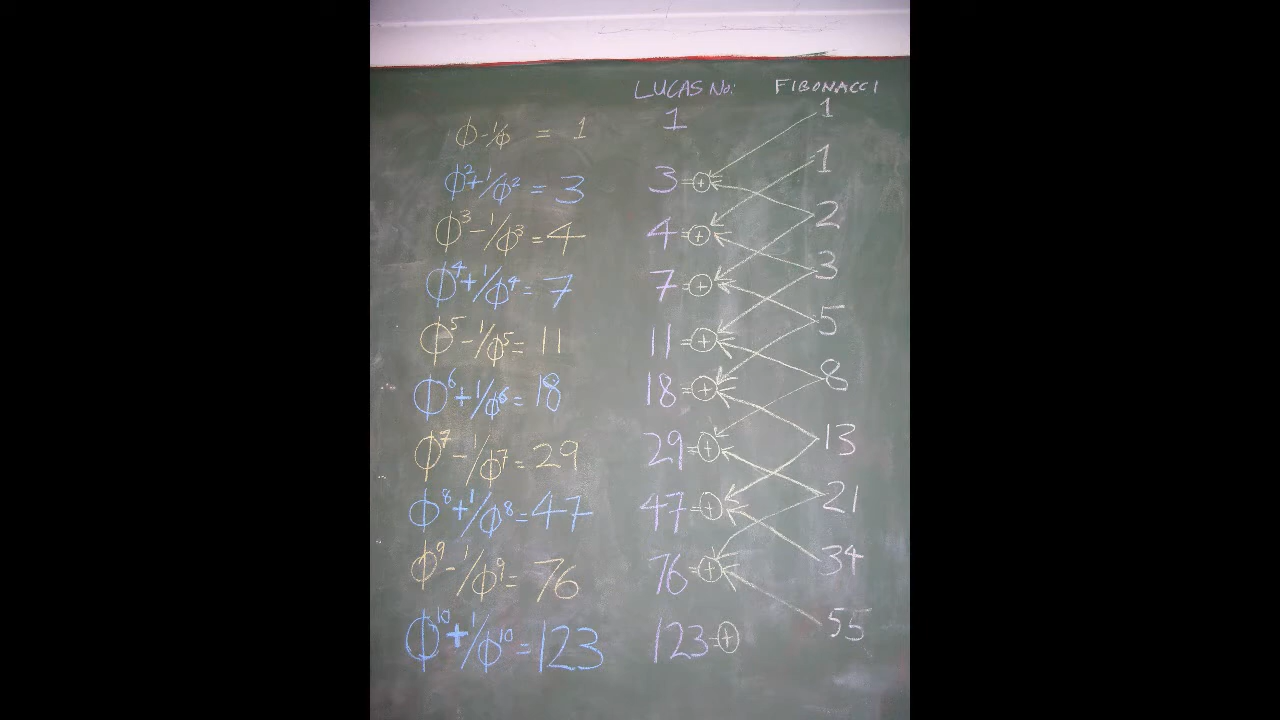 LUCAS No: FIBONACCI
ϕ-1/ϕ = 1 1 1
ϕ²+1/ϕ² = 3 3=⊕ 1
ϕ³-1/ϕ³ = 4 4=⊕ 2
ϕ⁴+1/ϕ⁴ = 7 7=⊕ 3
ϕ⁵-1/ϕ⁵ = 11 11=⊕ 5
ϕ⁶+1/ϕ⁶ = 18 18=⊕ 8
ϕ⁷-1/ϕ⁷ = 29 29=⊕ 13
ϕ⁸+1/ϕ⁸ = 47 47=⊕ 21
ϕ⁹-1/ϕ⁹ = 76 76=⊕ 34
ϕ¹⁰+1/ϕ¹⁰ = 123 123=⊕ 55